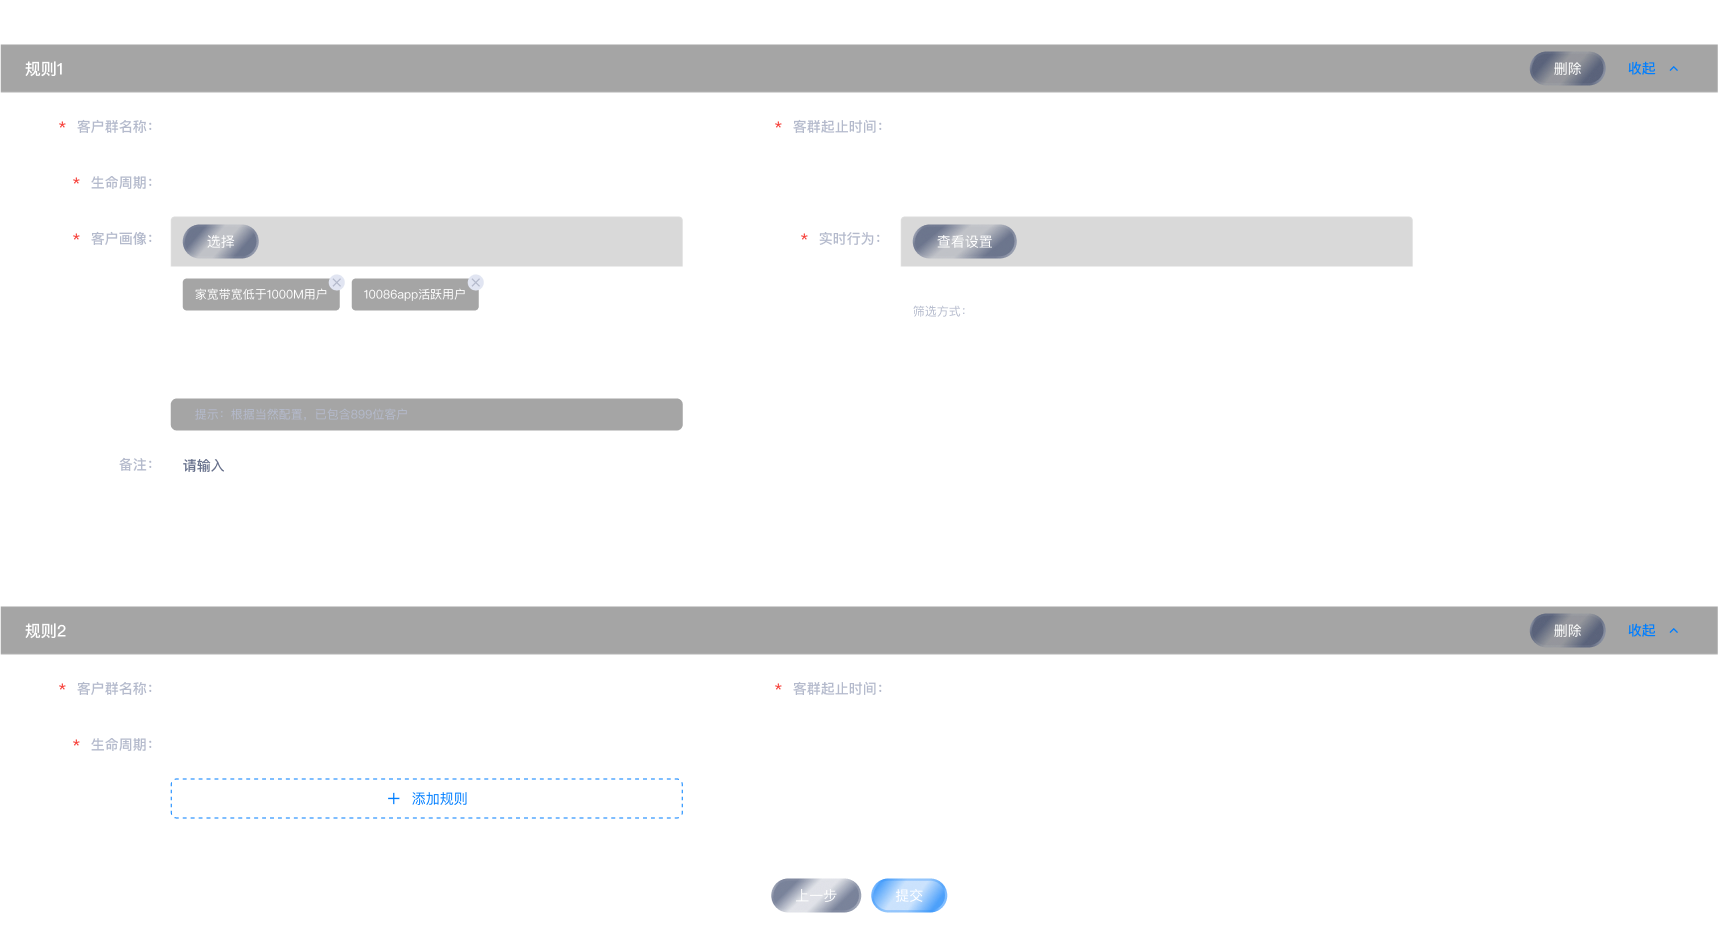 规则1 删除 收起
* 客户群名称： * 客群起止时间：
* 生命周期：
* 客户画像： 选择 * 实时行为： 查看设置
家宽带宽低于1000M用户 10086app活跃用户
筛选方式：
提示：根据当然配置，已包含899位客户
备注： 请输入
规则2 删除 收起
* 客户群名称： * 客群起止时间：
* 生命周期：
+ 添加规则
上一步 提交